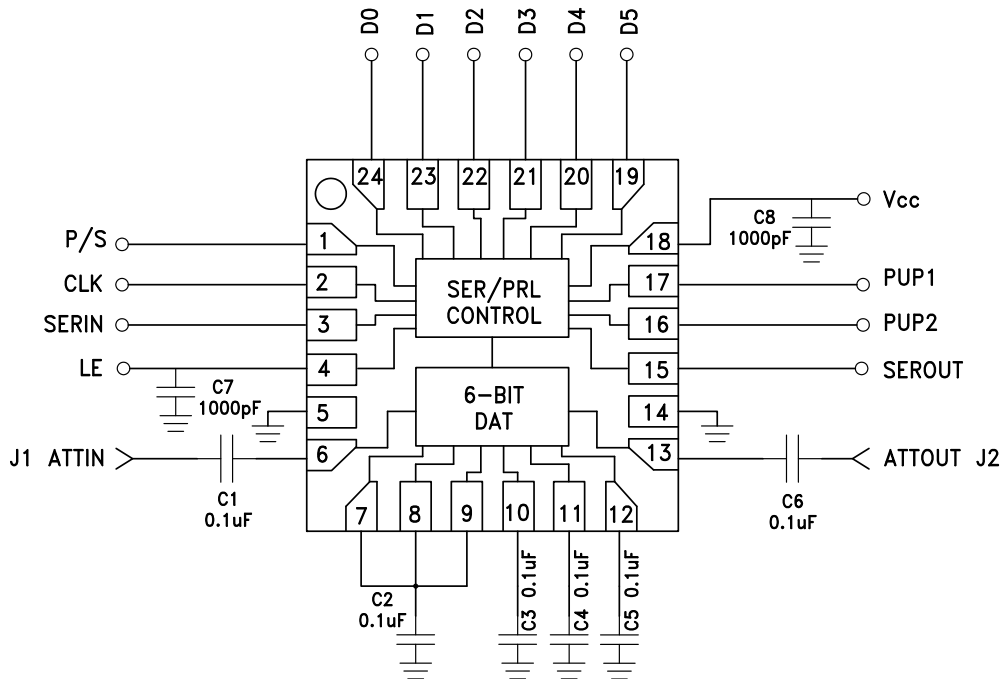 D0 D1 D2 D3 D4 D5
24 23 22 21 20 19
P/S 1 18 C8 Vcc
1000pF
CLK 2 17 PUP1
SER/PRL
CONTROL
SERIN 3 16 PUP2
LE 4 15 SEROUT
C7
1000pF
6-BIT
DAT
5 14
J1 ATTIN 6 13 ATTOUT J2
C1
0.1uF
C6
0.1uF
7 8 9 10 11 12
C2
0.1uF
C3 0.1uF
C4 0.1uF
C5 0.1uF